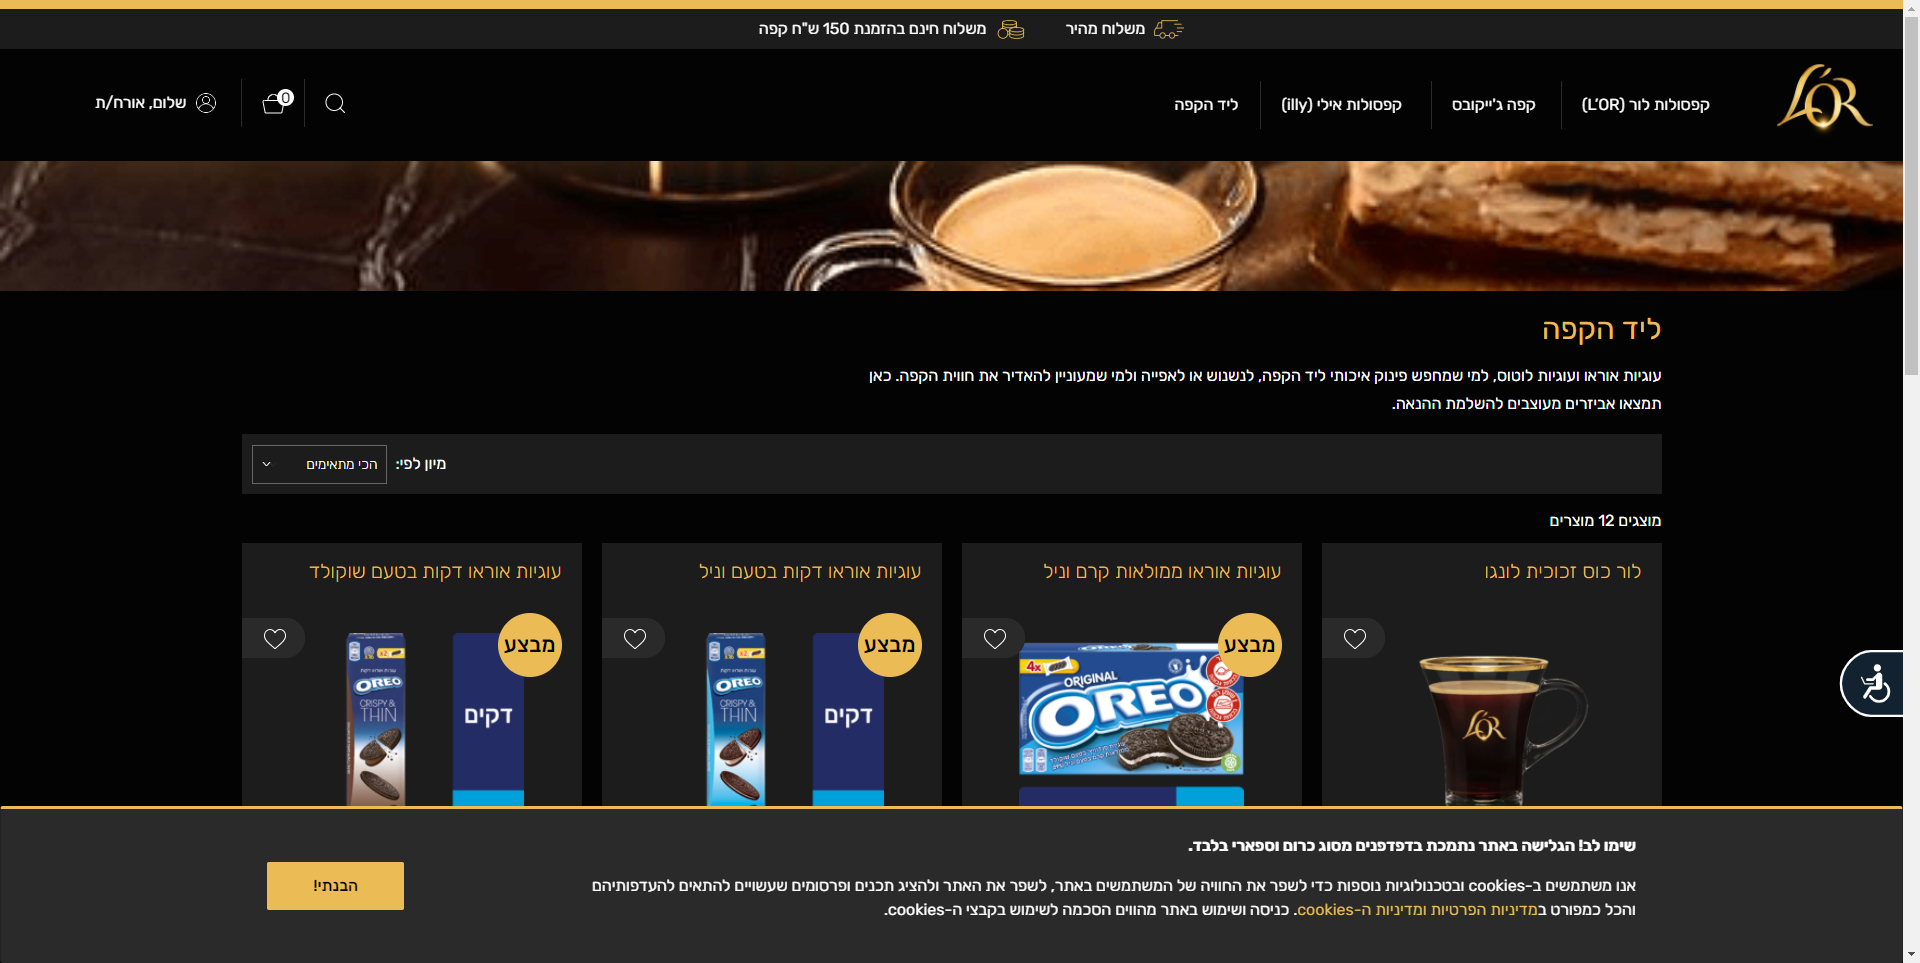 משלוח מהיר
משלוח חינם בהזמנת 150 ש"ח קפה
L'OR
קפסולות לור (L'OR)
קפה ג'ייקובס
קפסולות אילי (illy)
ליד הקפה
0
שלום, אורח/ת
ליד הקפה
עוגיות אוראו ועוגיות לוטוס, למי שמחפש פינוק איכותי ליד הקפה, לנשנוש או לאפייה ולמי שמעוניין להאדיר את חווית הקפה. כאן
תמצאו אביזרים מעוצבים להשלמת ההנאה.
מיון לפי:
הכי מתאימים
מוצגים 12 מוצרים
לור כוס זכוכית לונגו
L'OR
עוגיות אוראו ממולאות קרם וניל
מבצע
4x
ORIGINAL
OREO
עוגיות אוראו דקות בטעם וניל
מבצע
OREO
CRISPY &
THIN
דקים
עוגיות אוראו דקות בטעם שוקולד
מבצע
OREO
CRISPY &
THIN
דקים
שימו לב! הגלישה באתר נתמכת בדפדפנים מסוג כרום וספארי בלבד.
אנו משתמשים ב-cookies ובטכנולוגיות נוספות כדי לשפר את החוויה של המשתמשים באתר, לשפר את האתר ולהציג תכנים ופרסומים שעשויים להתאים להעדפותיהם
והכל כמפורט במדיניות הפרטיות ומדיניות ה-cookies. כניסה ושימוש באתר מהווים הסכמה לשימוש בקבצי ה-cookies.
הבנתי!